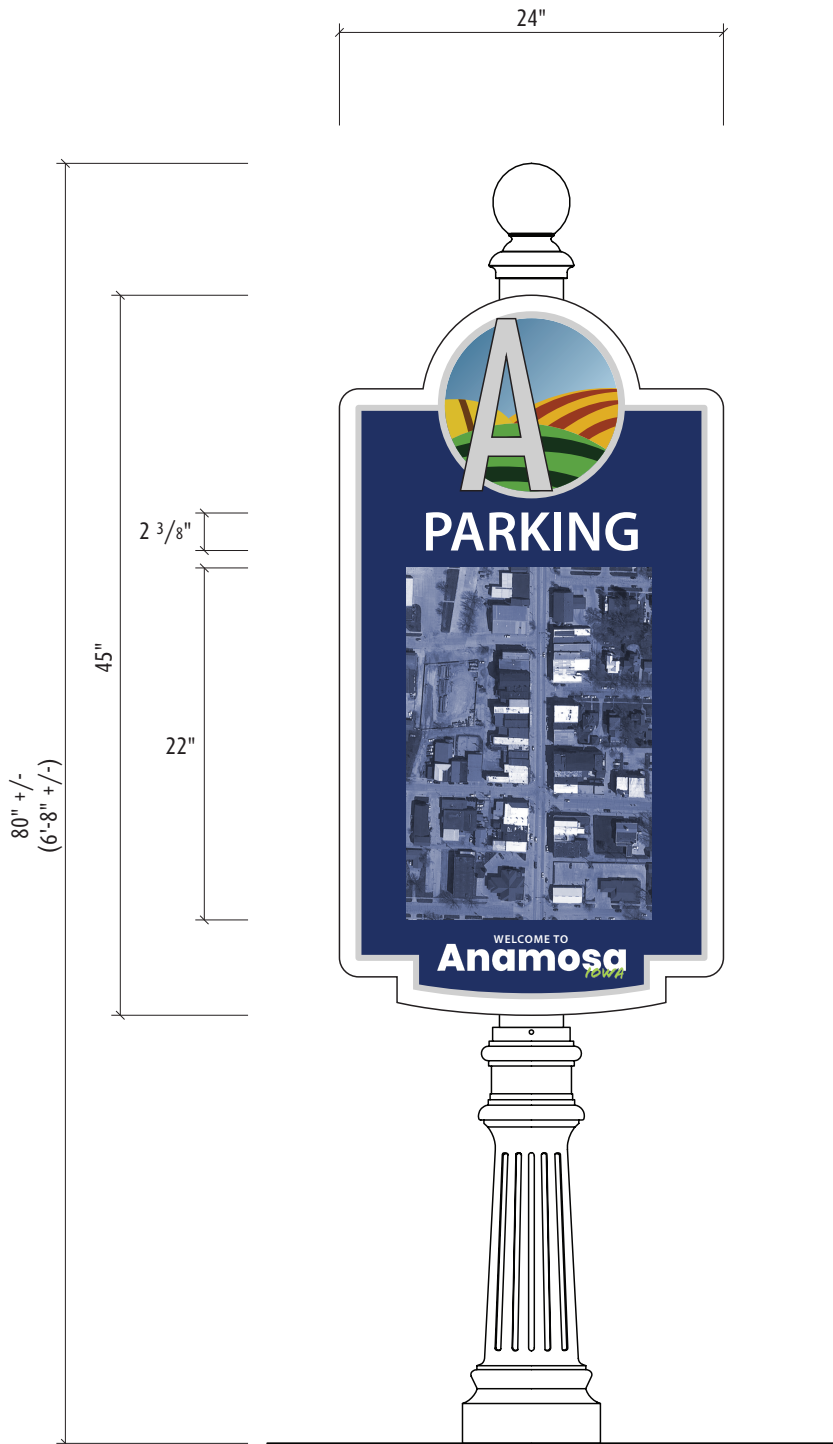 24"
A
2 3/8"
PARKING
45"
22"
80" +/-
(6'-8" +/-)
WELCOME TO
Anamosa
IOWA